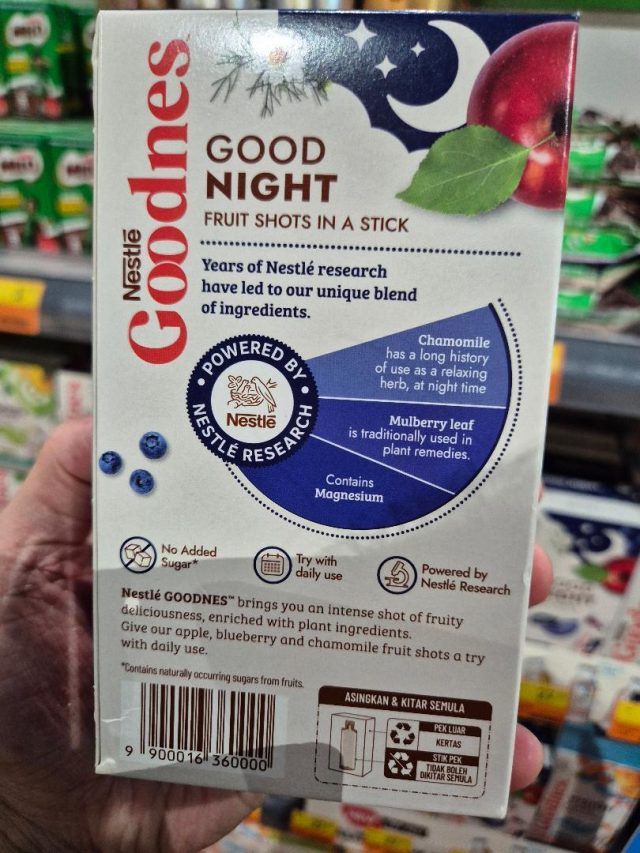 Nestlé
Goodnes
GOOD
NIGHT
FRUIT SHOTS IN A STICK
Years of Nestlé research
have led to our unique blend
of ingredients.
POWERED BY
Nestlé
NESTLÉ RESEARCH
Chamomile
has a long history
of use as a relaxing
herb, at night time
Mulberry leaf
is traditionally used in
plant remedies.
Contains
Magnesium
No Added
Sugar*
Try with
daily use
Powered by
Nestlé Research
Nestlé GOODNES™ brings you an intense shot of fruity
deliciousness, enriched with plant ingredients.
Give our apple, blueberry and chamomile fruit shots a try
with daily use.
*Contains naturally occurring sugars from fruits.
9 900016 360000
ASINGKAN & KITAR SEMULA
PEK LUAR
KERTAS
STIK PEK
TIDAK BOLEH
DIKITAR SEMULA
MILO